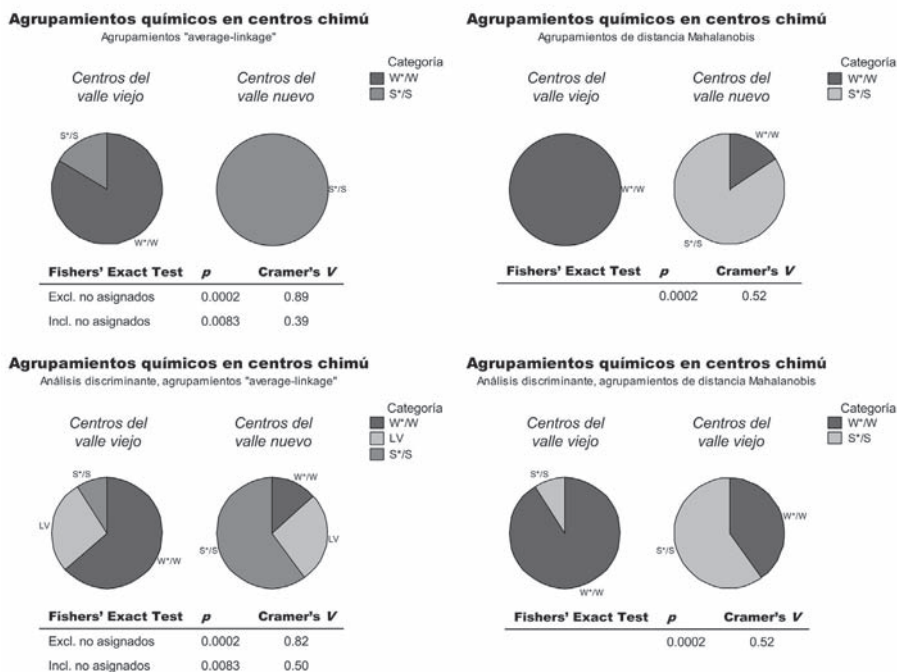 Agrupamientos químicos en centros chimú
Agrupamientos "average-linkage"
Categoría
W*/W
S*/S
Centros del
valle viejo
Centros del
valle nuevo
S*/S
W*/W
S*/S
Fishers' Exact Test p Cramer's V
Excl. no asignados 0.0002 0.89
Incl. no asignados 0.0083 0.39
Agrupamientos químicos en centros chimú
Agrupamientos de distancia Mahalanobis
Categoría
W*/W
S*/S
Centros del
valle viejo
Centros del
valle nuevo
W*/W
W*/W
S*/S
Fishers' Exact Test p Cramer's V
0.0002 0.52
Agrupamientos químicos en centros chimú
Análisis discriminante, agrupamientos "average-linkage"
Categoría
W*/W
LV
S*/S
Centros del
valle viejo
Centros del
valle nuevo
S*/S
LV
W*/W
W*/W
LV
S*/S
Fishers' Exact Test p Cramer's V
Excl. no asignados 0.0002 0.82
Incl. no asignados 0.0083 0.50
Agrupamientos químicos en centros chimú
Análisis discriminante, agrupamientos de distancia Mahalanobis
Categoría
W*/W
S*/S
Centros del
valle viejo
Centros del
valle viejo
S*/S
W*/W
W*/W
S*/S
Fishers' Exact Test p Cramer's V
0.0002 0.52